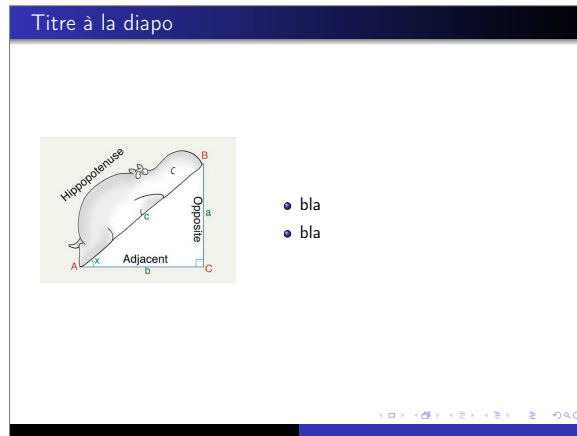 Titre à la diapo
Hippopotenuse
B
c
Opposite
a
A
x
Adjacent
b
C
bla
bla